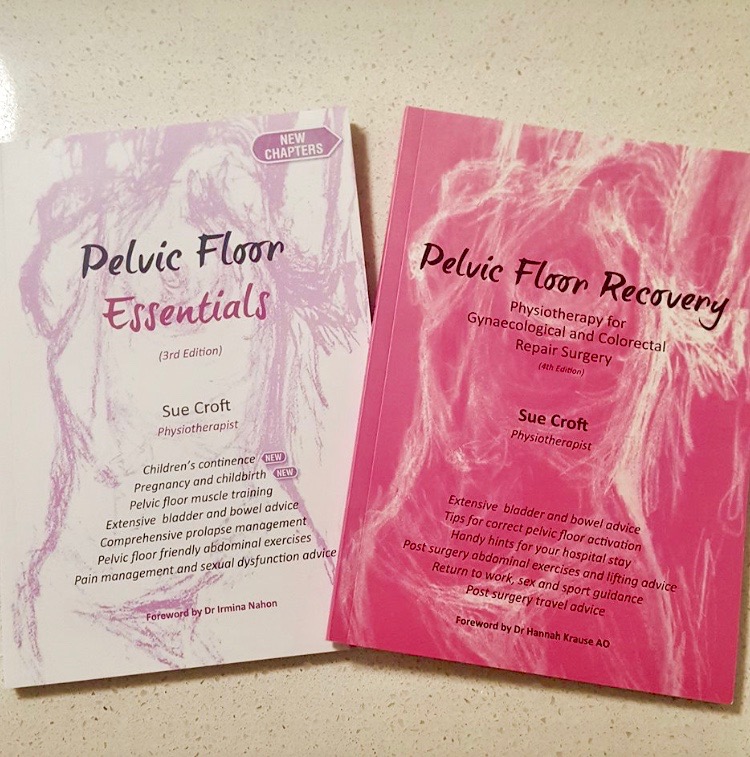 NEW
CHAPTERS
Pelvic Floor
Essentials
(3rd Edition)
Sue Croft
Physiotherapist
Children's continence NEW
Pregnancy and childbirth NEW
Pelvic floor muscle training
Extensive bladder and bowel advice
Comprehensive prolapse management
Pelvic floor friendly abdominal exercises
Pain management and sexual dysfunction advice
Foreword by Dr Irmina Nahon
Pelvic Floor Recovery
Physiotherapy for
Gynaecological and Colorectal
Repair Surgery
(4th Edition)
Sue Croft
Physiotherapist
Extensive bladder and bowel advice
Tips for correct pelvic floor activation
Handy hints for your hospital stay
Post surgery abdominal exercises and lifting advice
Return to work, sex and sport guidance
Post surgery travel advice
Foreword by Dr Hannah Krause AO